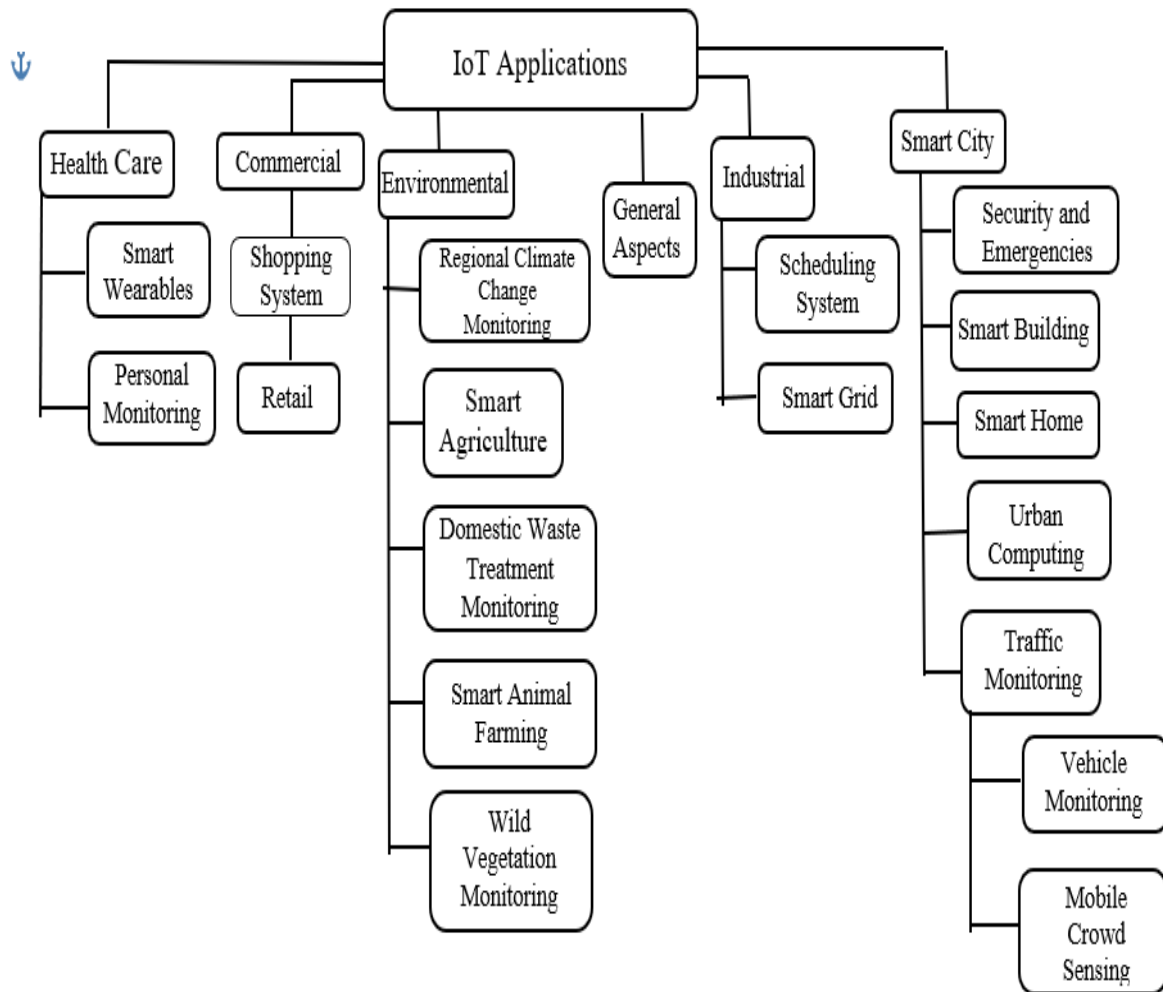 IoT Applications
Health Care
Smart
Wearables
Personal
Monitoring
Commercial
Shopping
System
Retail
Environmental
Regional Climate
Change
Monitoring
Smart
Agriculture
Domestic Waste
Treatment
Monitoring
Smart Animal
Farming
Wild
Vegetation
Monitoring
General
Aspects
Industrial
Scheduling
System
Smart Grid
Smart City
Security and
Emergencies
Smart Building
Smart Home
Urban
Computing
Traffic
Monitoring
Vehicle
Monitoring
Mobile
Crowd
Sensing